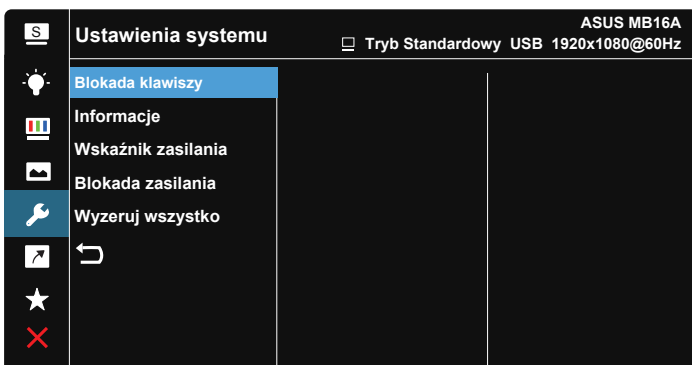 S
Ustawienia systemu
ASUS MB16A
Tryb Standardowy USB 1920x1080@60Hz
Blokada klawiszy
Informacje
Wskaźnik zasilania
Blokada zasilania
Wyzeruj wszystko